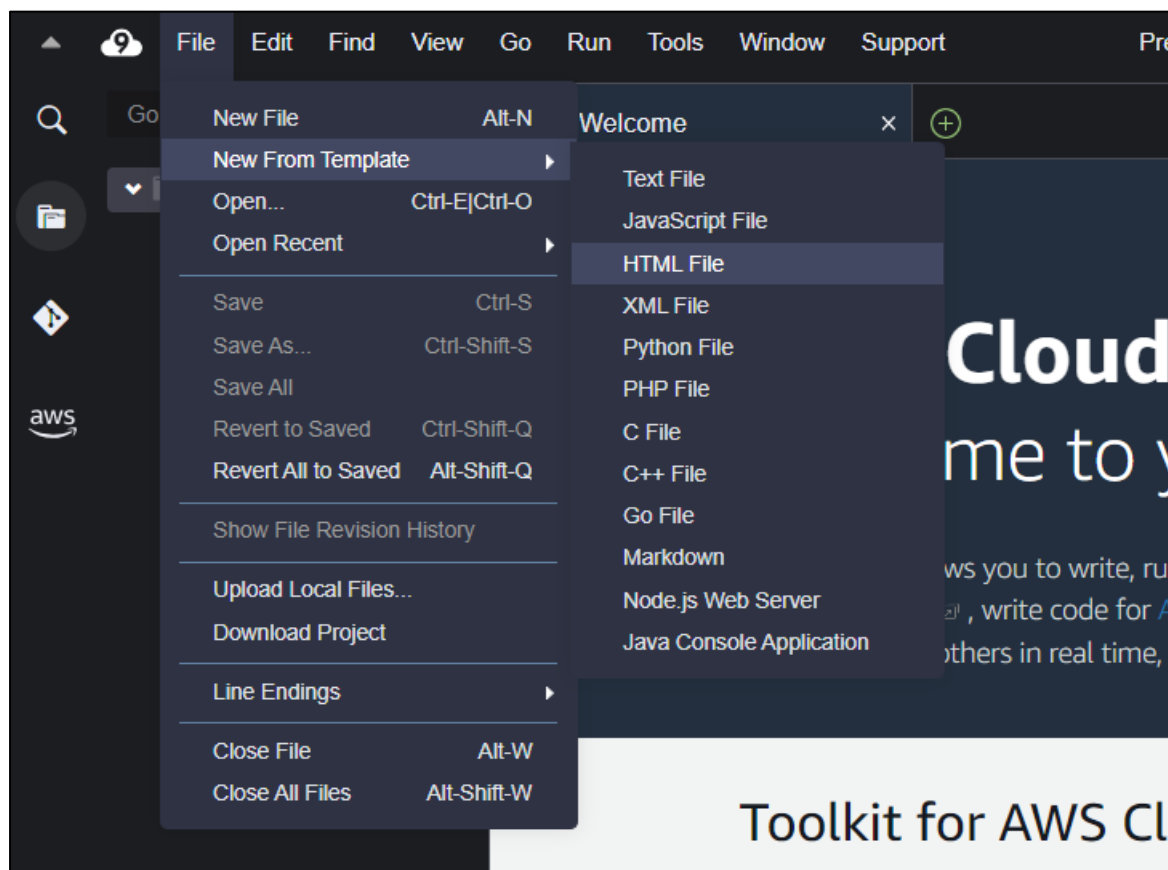 File Edit Find View Go Run Tools Window Support Pre
Go
New File Alt-N
New From Template
Open... Ctrl-E|Ctrl-O
Open Recent
Save Ctrl-S
Save As... Ctrl-Shift-S
Save All
Revert to Saved Ctrl-Shift-Q
Revert All to Saved Alt-Shift-Q
Show File Revision History
Upload Local Files...
Download Project
Line Endings
Close File Alt-W
Close All Files Alt-Shift-W
Welcome
Text File
JavaScript File
HTML File
XML File
Python File
PHP File
C File
C++ File
Go File
Markdown
Node.js Web Server
Java Console Application
aws
Cloud
me to y
ws you to write, ru
, write code for A
others in real time,
Toolkit for AWS Cl